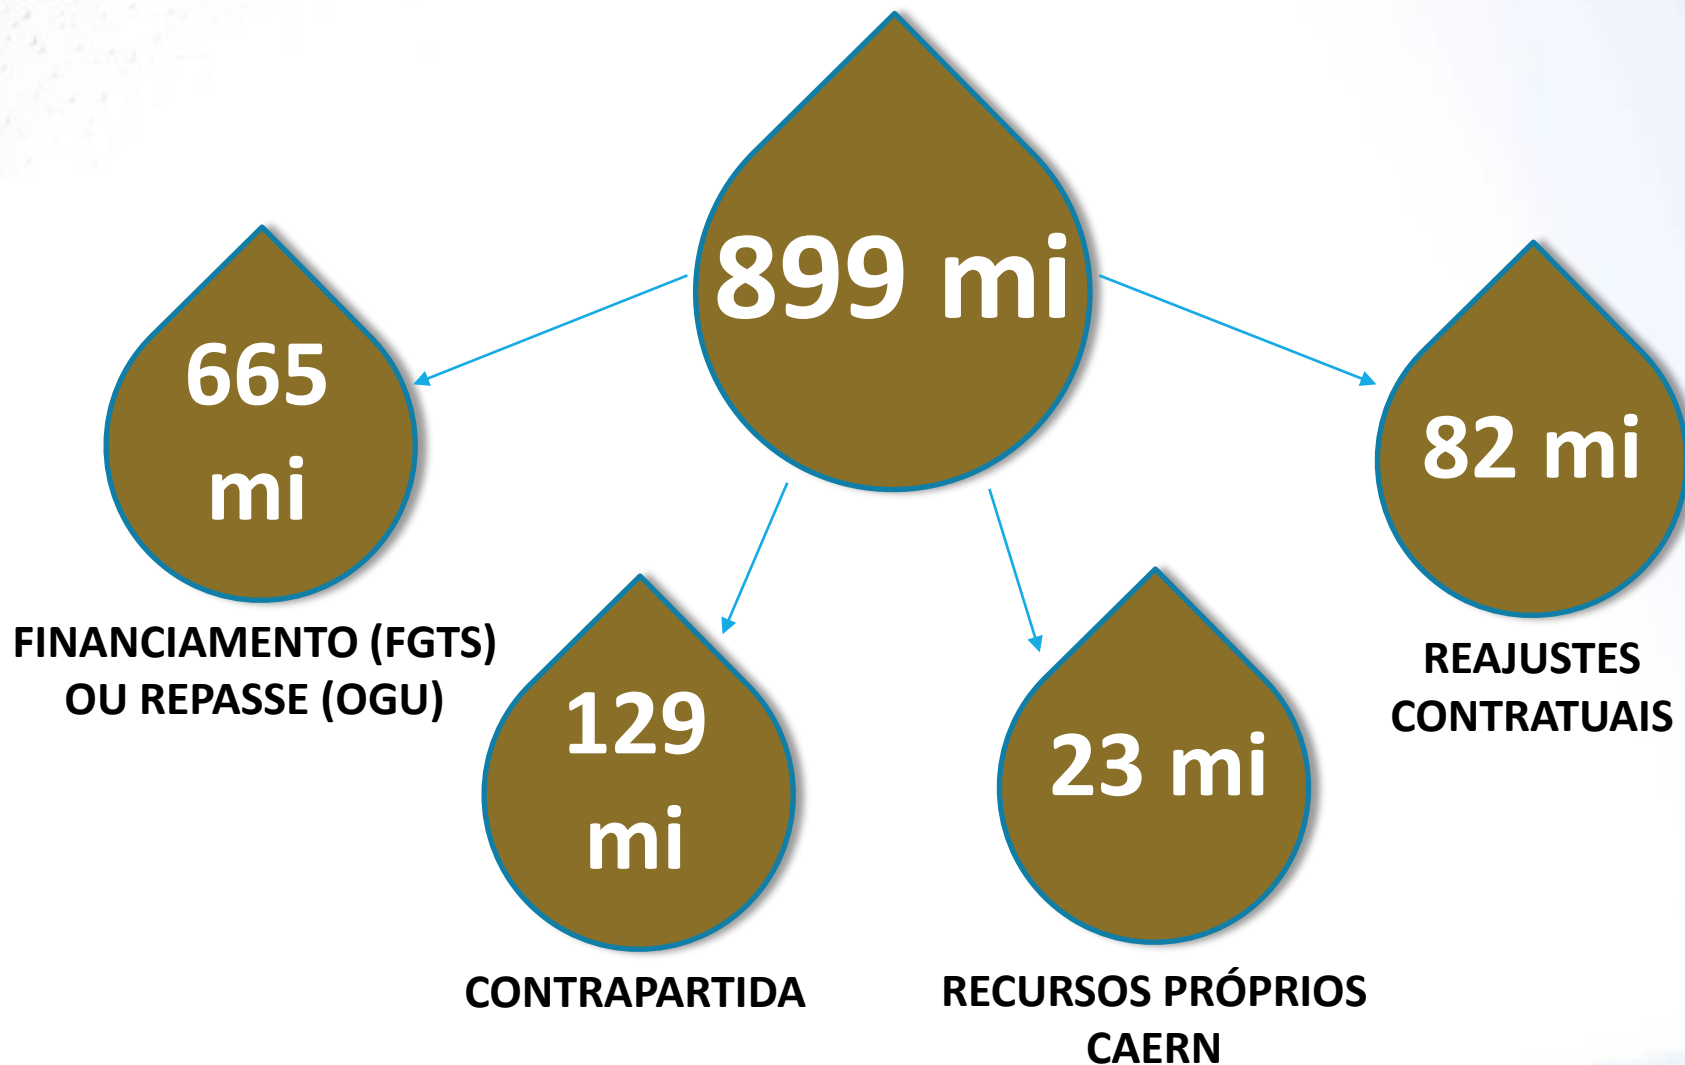 899 mi
665
mi
FINANCIAMENTO (FGTS)
OU REPASSE (OGU)
129
mi
CONTRAPARTIDA
23 mi
RECURSOS PRÓPRIOS
CAERN
82 mi
REAJUSTES
CONTRATUAIS